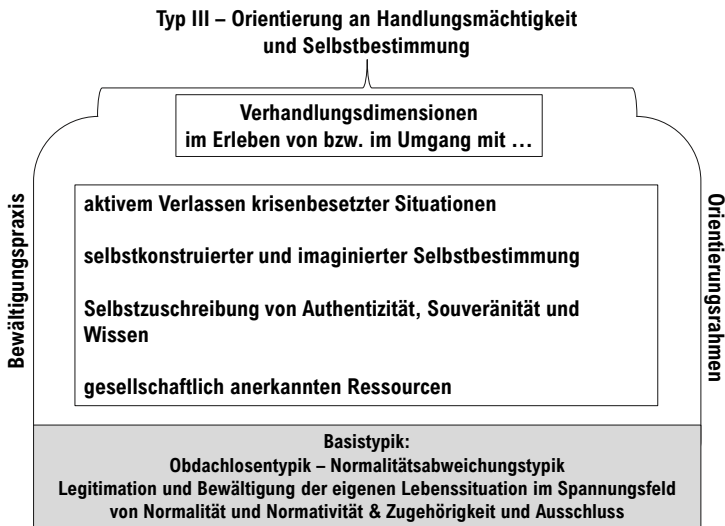 Typ III – Orientierung an Handlungsmächtigkeit
und Selbstbestimmung
Verhandlungsdimensionen
im Erleben von bzw. im Umgang mit …
Bewältigungspraxis
aktivem Verlassen krisenbesetzter Situationen
selbstkonstruierter und imaginierter Selbstbestimmung
Selbstzuschreibung von Authentizität, Souveränität und
Wissen
gesellschaftlich anerkannten Ressourcen
Orientierungsrahmen
Basistypik:
Obdachlosentypik – Normalitätsabweichungstypik
Legitimation und Bewältigung der eigenen Lebenssituation im Spannungsfeld
von Normalität und Normativität & Zugehörigkeit und Ausschluss